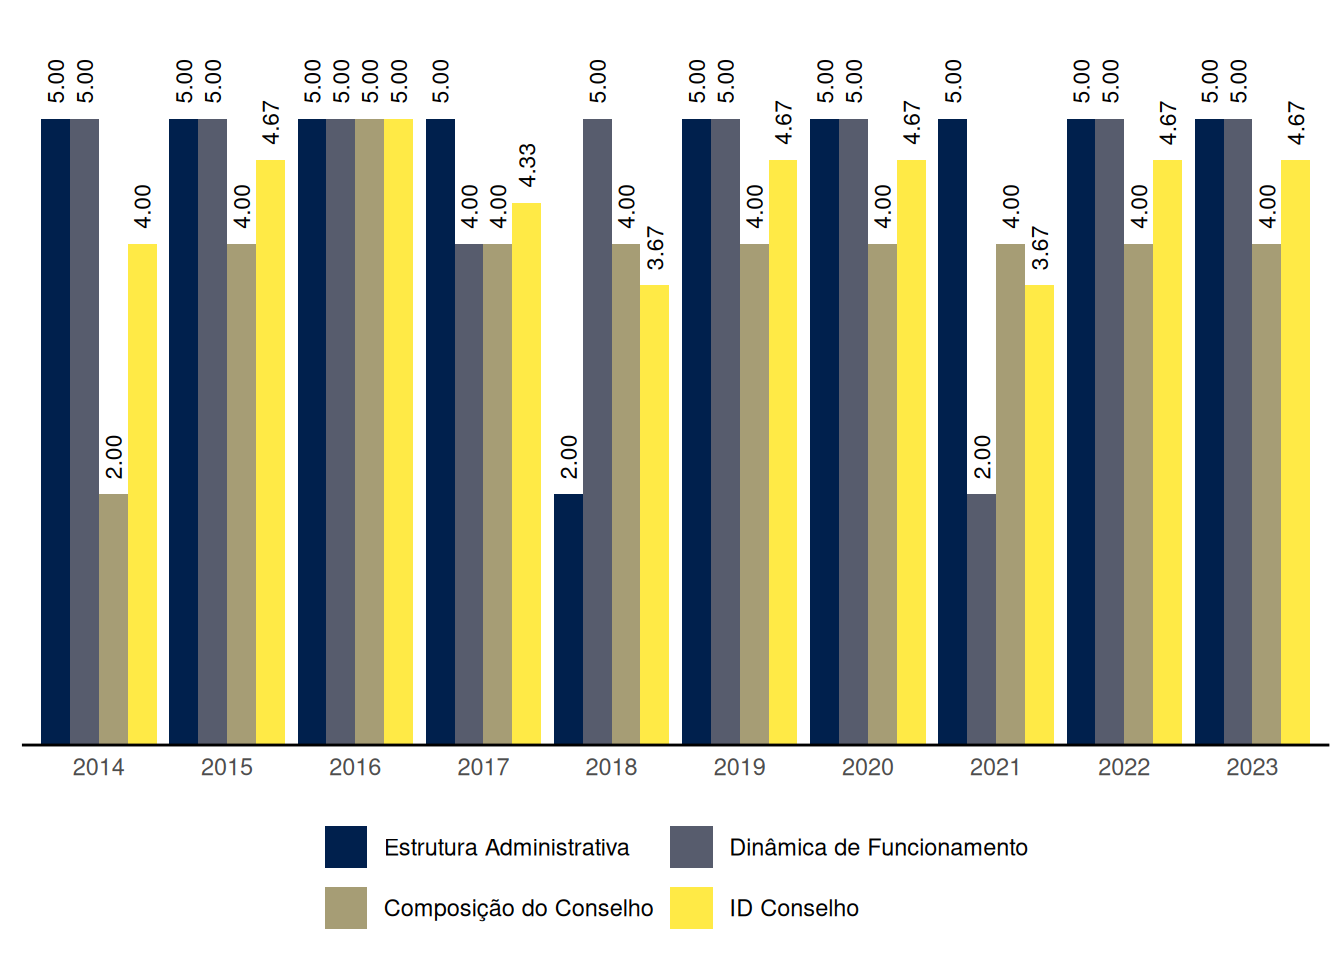 5.00 5.00 2.00 4.00 5.00 5.00 4.00 4.67 5.00 5.00 5.00 5.00 5.00 4.00 4.00 4.33 2.00 5.00 4.00 3.67 5.00 5.00 4.00 4.67 5.00 5.00 4.00 4.67 5.00 2.00 4.00 3.67 5.00 5.00 4.00 4.67 5.00 5.00 4.00 4.67
2014 2015 2016 2017 2018 2019 2020 2021 2022 2023
Estrutura Administrativa Dinâmica de Funcionamento
Composição do Conselho ID Conselho